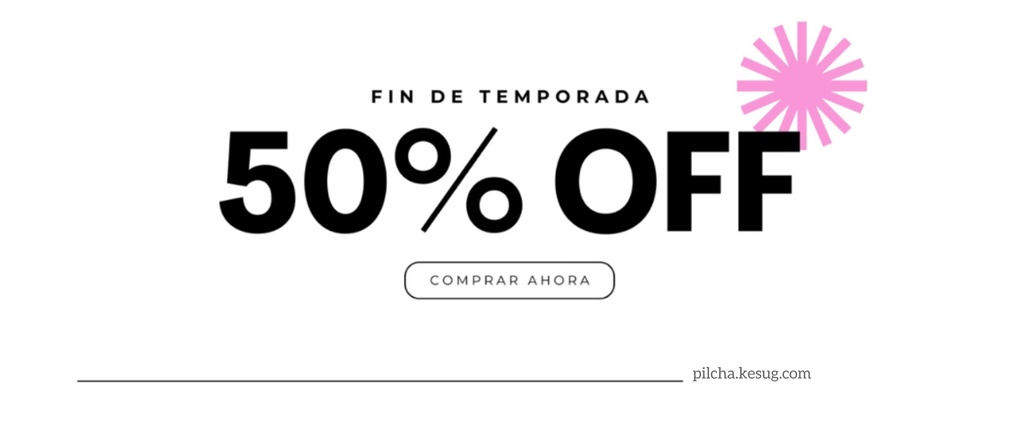 FIN DE TEMPORADA
50% OFF
COMPRAR AHORA
pilcha.kesug.com